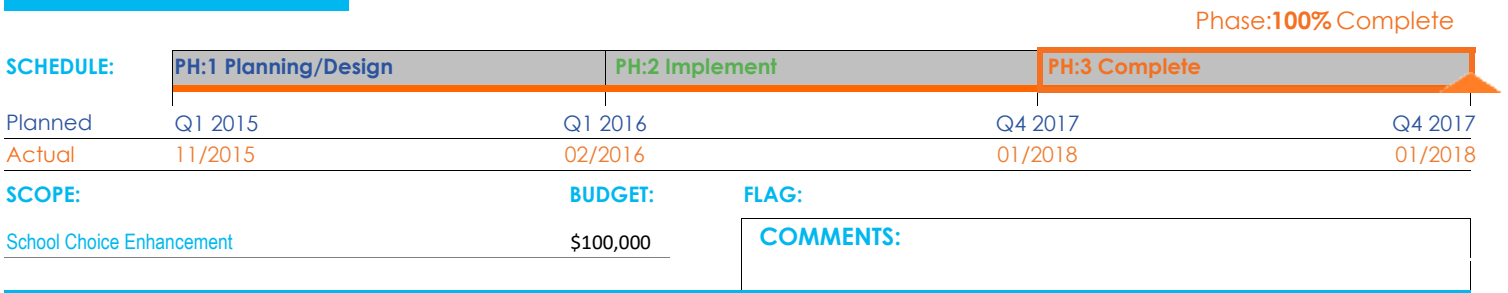 Phase:100% Complete
SCHEDULE: PH:1 Planning/Design PH:2 Implement PH:3 Complete
Planned Q1 2015 Q1 2016 Q4 2017 Q4 2017
Actual 11/2015 02/2016 01/2018 01/2018
SCOPE: BUDGET: FLAG:
School Choice Enhancement $100,000 COMMENTS: